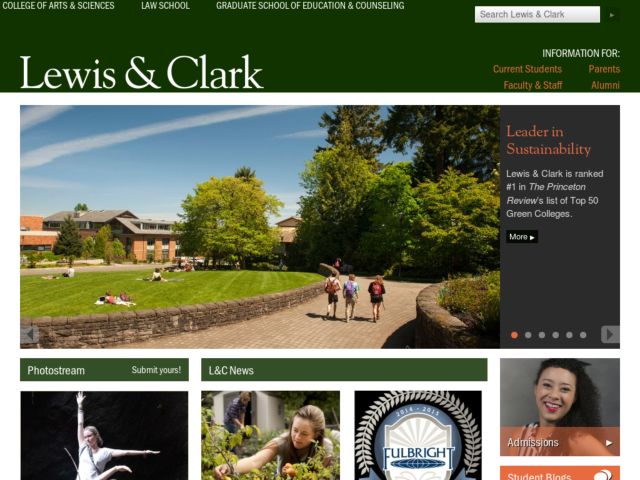 COLLEGE OF ARTS & SCIENCES LAW SCHOOL GRADUATE SCHOOL OF EDUCATION & COUNSELING
Search Lewis & Clark
Lewis & Clark
INFORMATION FOR:
Current Students Parents
Faculty & Staff Alumni
Leader in
Sustainability
Lewis & Clark is ranked
#1 in The Princeton
Review's list of Top 50
Green Colleges.
More
Photostream Submit yours!
L&C News
2014 - 2015
FULBRIGHT
Admissions
Student Blogs